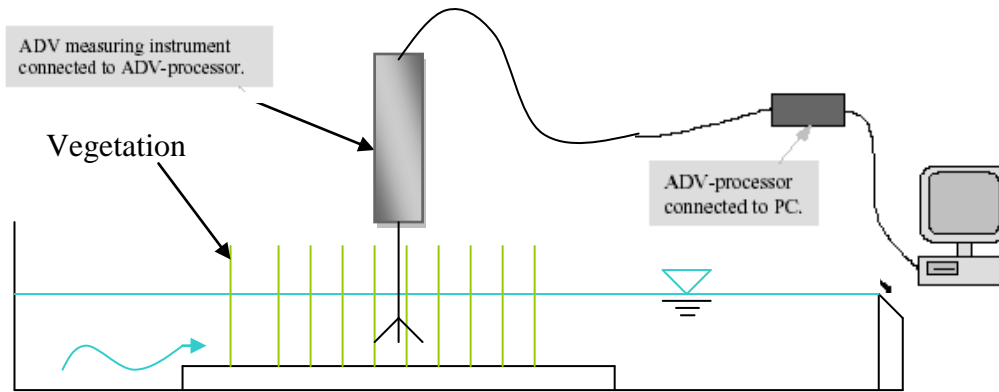 ADV measuring instrument
connected to ADV-processor.
Vegetation
ADV-processor
connected to PC.